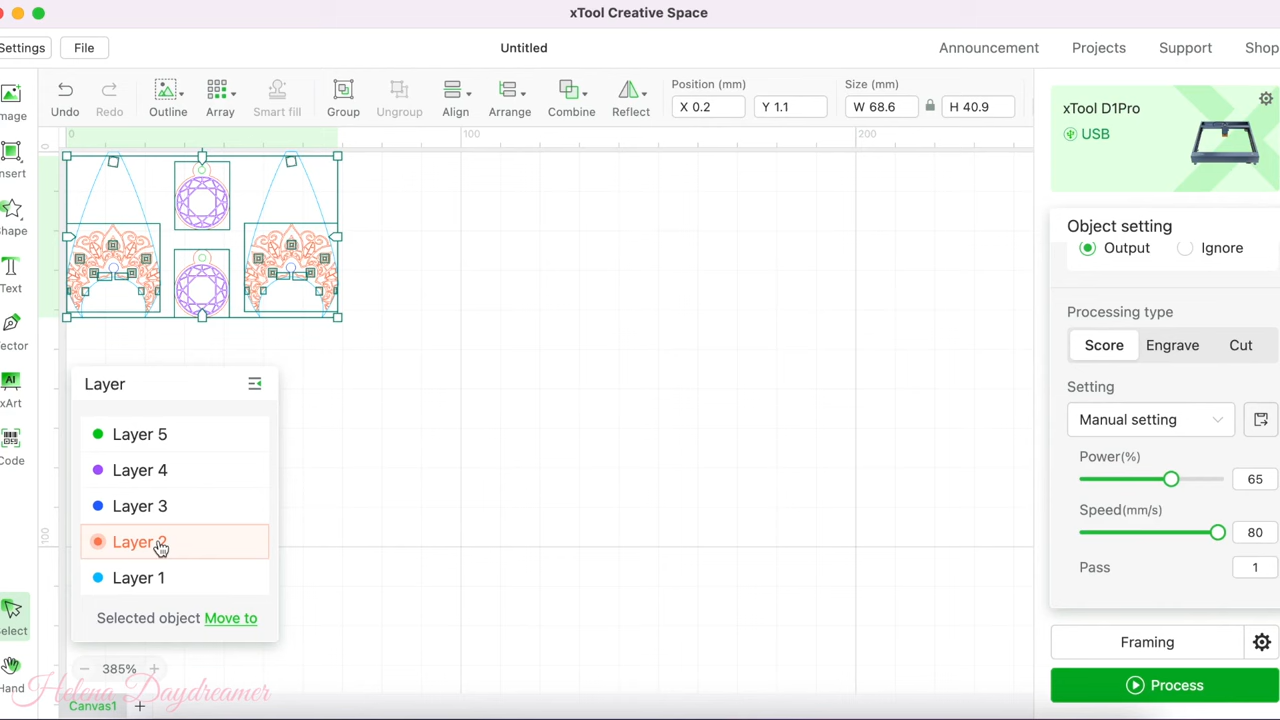 xTool Creative Space
Settings File Untitled Announcement Projects Support Shop
Undo Redo Outline Array Smart fill Group Ungroup Align Arrange Combine Reflect
Position (mm) Size (mm)
X 0.2 Y 1.1 W 68.6 H 40.9
0 100 200
0
100
mage
nsert
hape
Text
ector
AI
xArt
Code
elect
Hand
xTool D1Pro
USB
Object setting
Output Ignore
Processing type
Score Engrave Cut
Setting
Manual setting
Power(%)
65
Speed(mm/s)
80
Pass 1
Framing
Process
Layer
Layer 5
Layer 4
Layer 3
Layer 2
Layer 1
Selected object Move to
385%
Helena Daydreamer
Canvas1